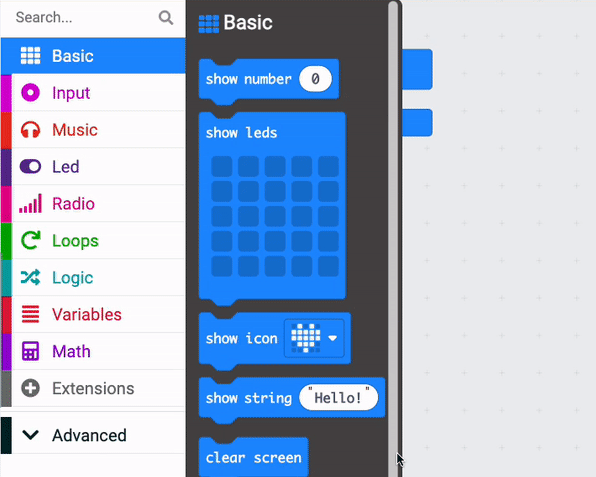 Search...
Basic
Input
Music
Led
Radio
Loops
Logic
Variables
Math
Extensions
Advanced
Basic
show number 0
show leds
show icon
show string "Hello!"
clear screen